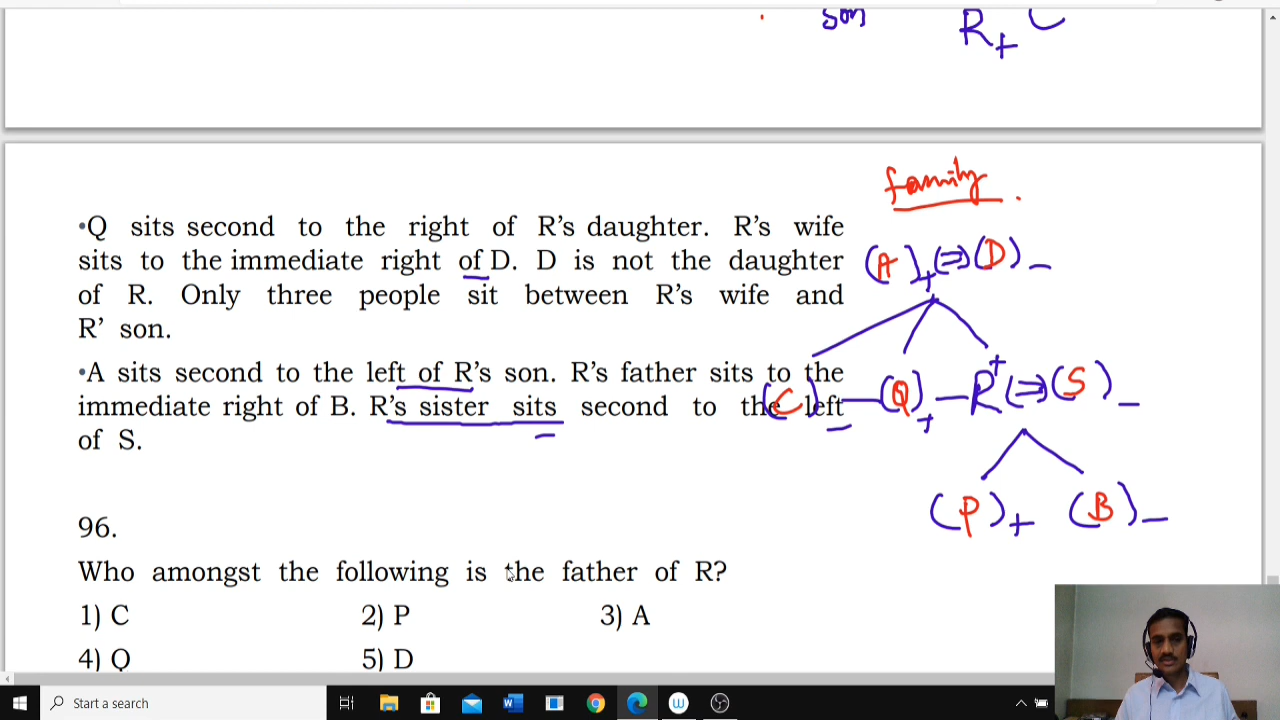 son R+
family.
•Q sits second to the right of R's daughter. R's wife
sits to the immediate right of D. D is not the daughter
(A)+ (⇒) (D)−
of R. Only three people sit between R's wife and
R' son.
•A sits second to the left of R's son. R's father sits to the
immediate right of B. R's sister sits second to the left
(C)− — (Q)+ — R+ (⇒) (S)−
of S.
(P)+ (B)−
96.
Who amongst the following is the father of R?
1) C 2) P 3) A
4) Q 5) D
Start a search